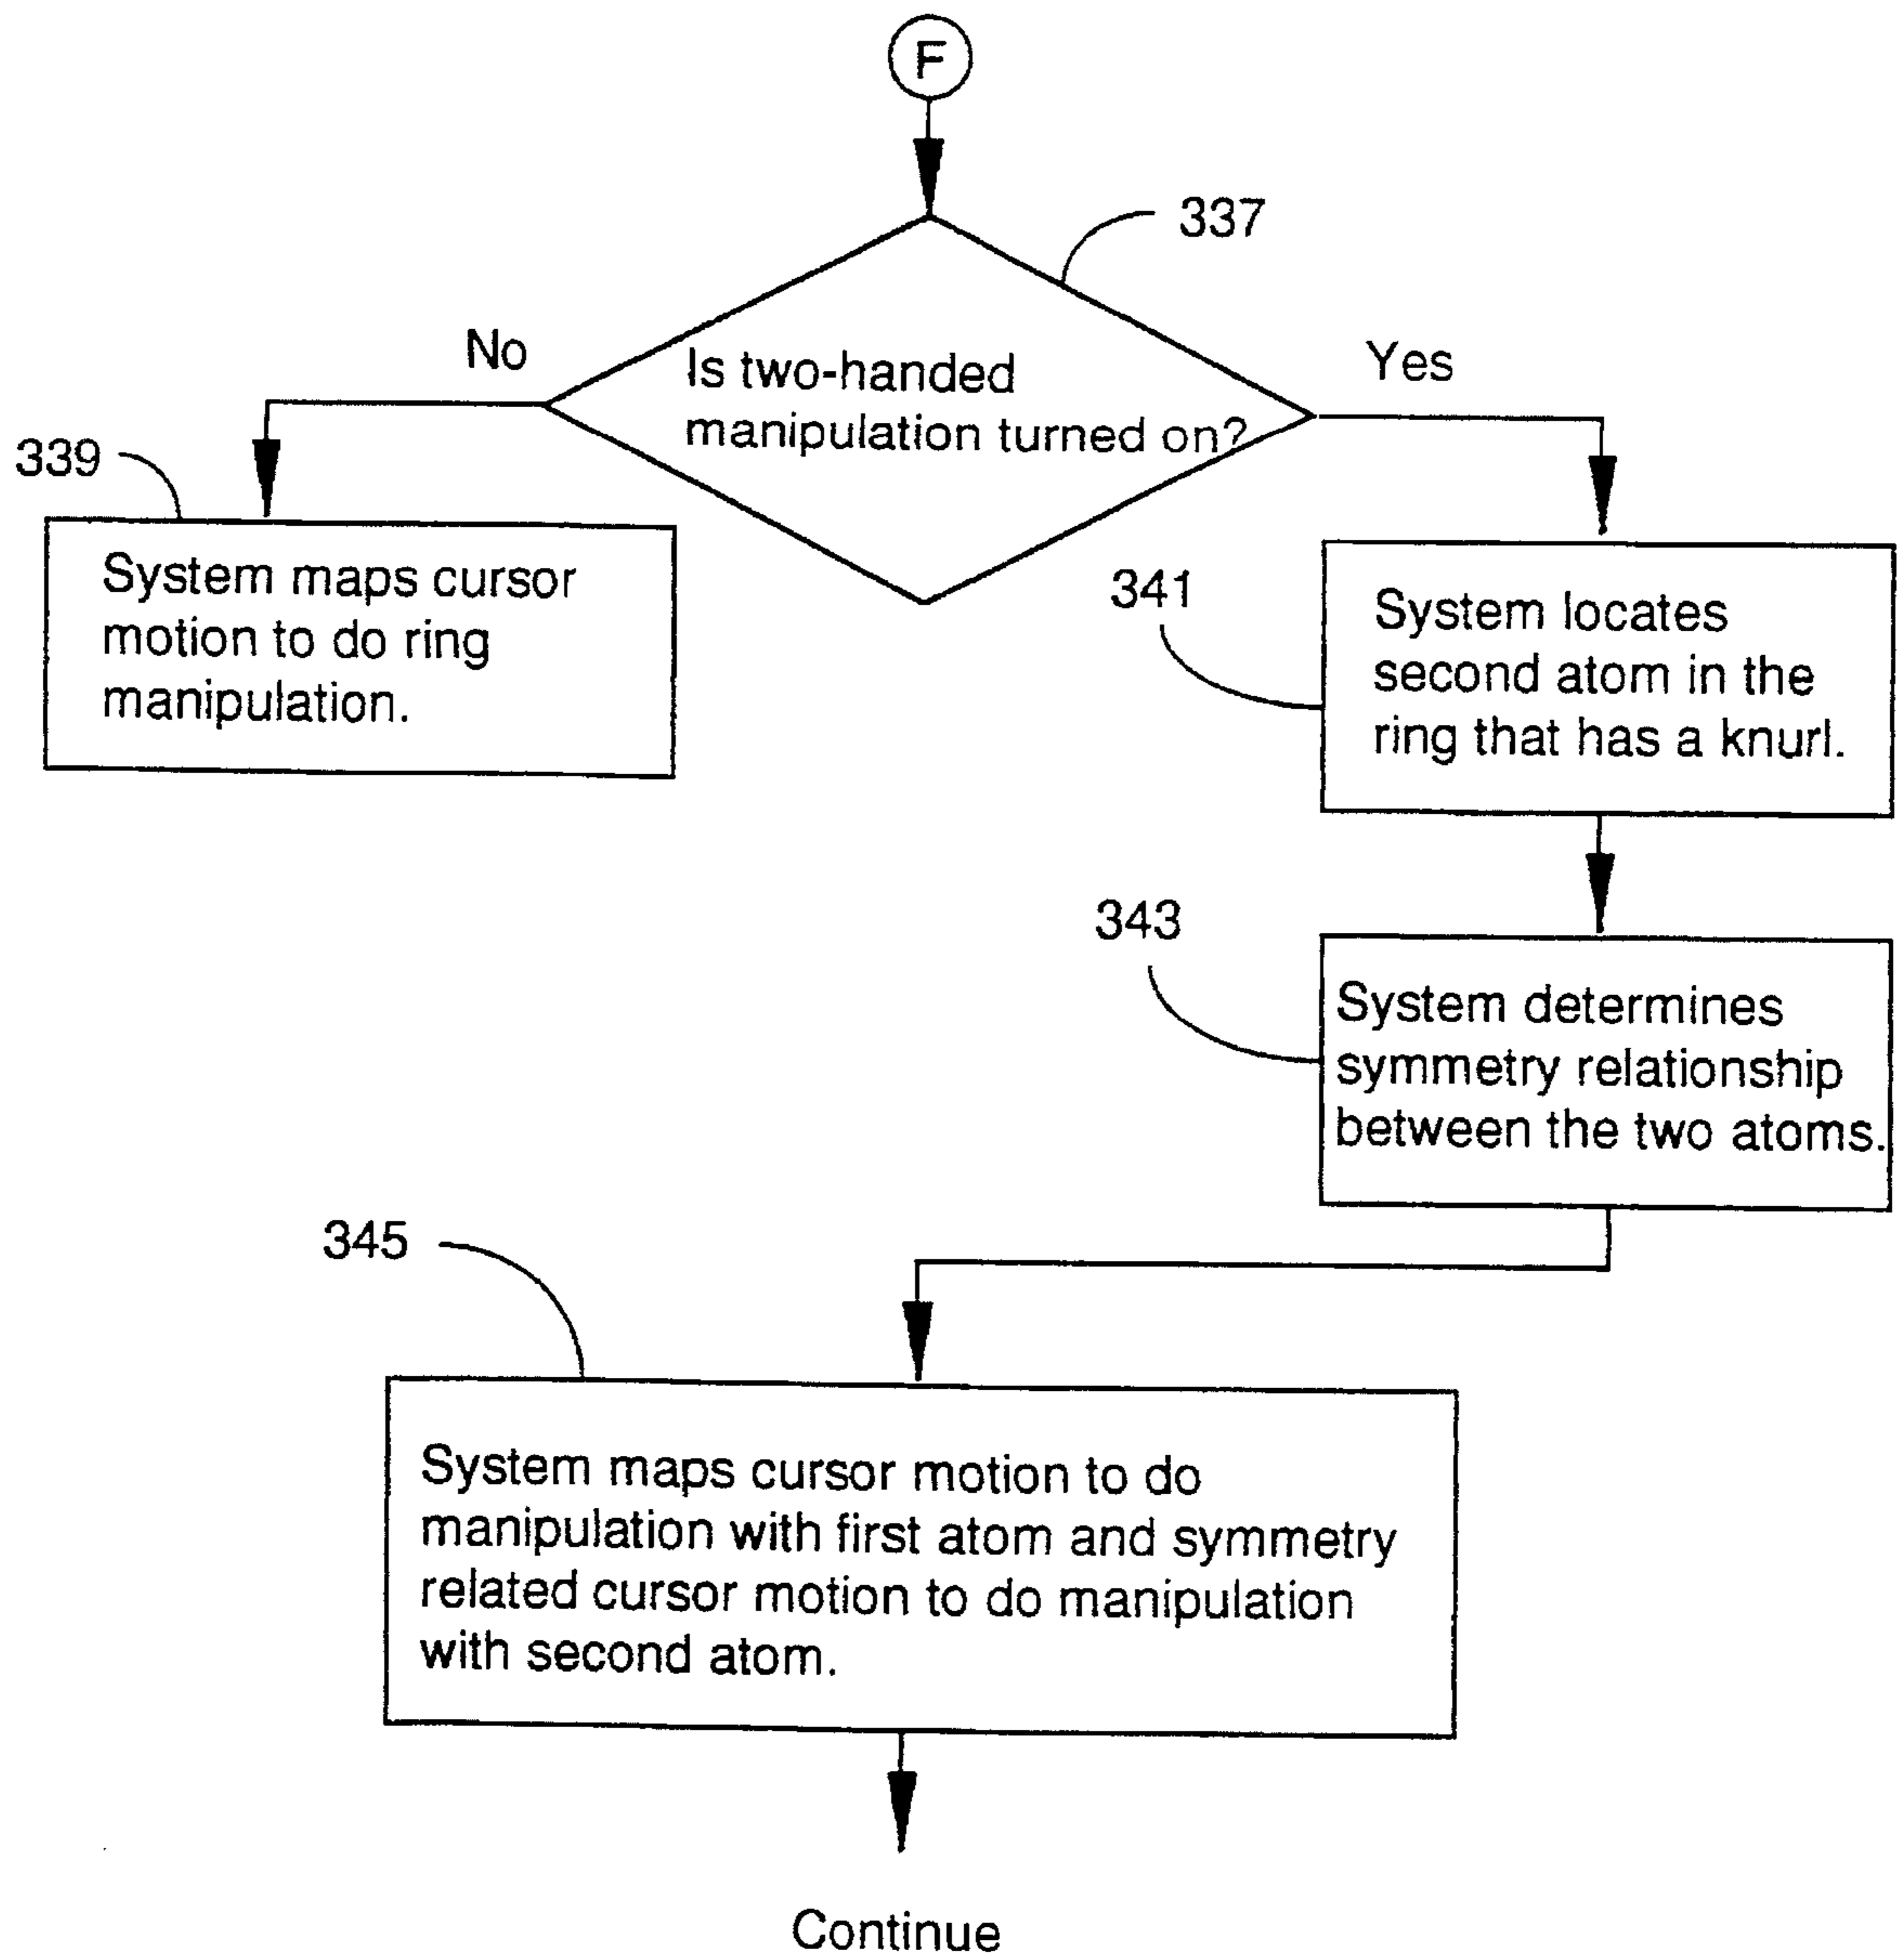 F
337
No
Is two-handed
manipulation turned on?
Yes
339
System maps cursor
motion to do ring
manipulation.
341
System locates
second atom in the
ring that has a knurl.
343
System determines
symmetry relationship
between the two atoms.
345
System maps cursor motion to do
manipulation with first atom and symmetry
related cursor motion to do manipulation
with second atom.
Continue